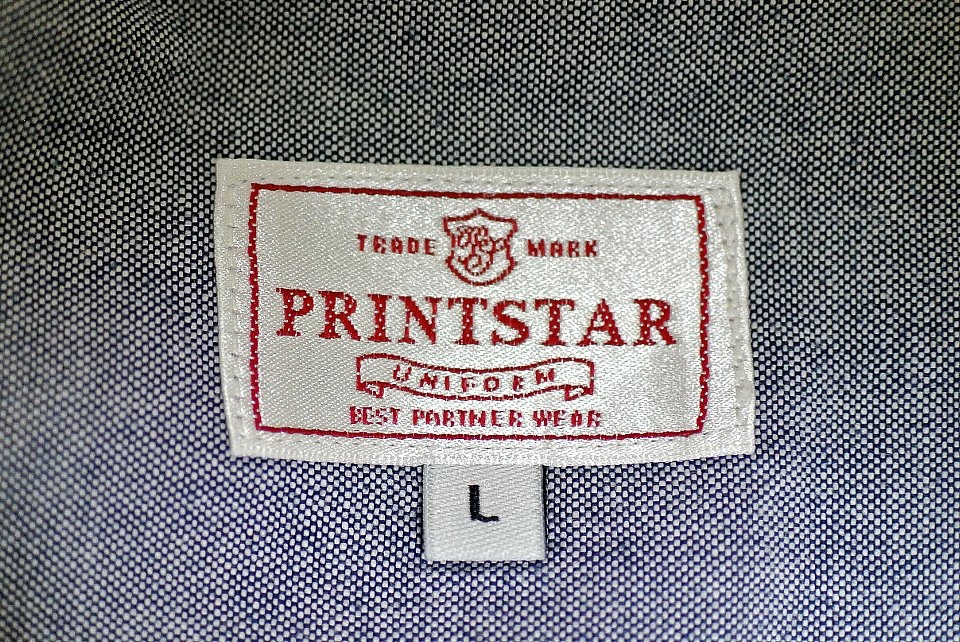 TRADE MARK
PRINTSTAR
UNIFORM
BEST PARTNER WEAR
L